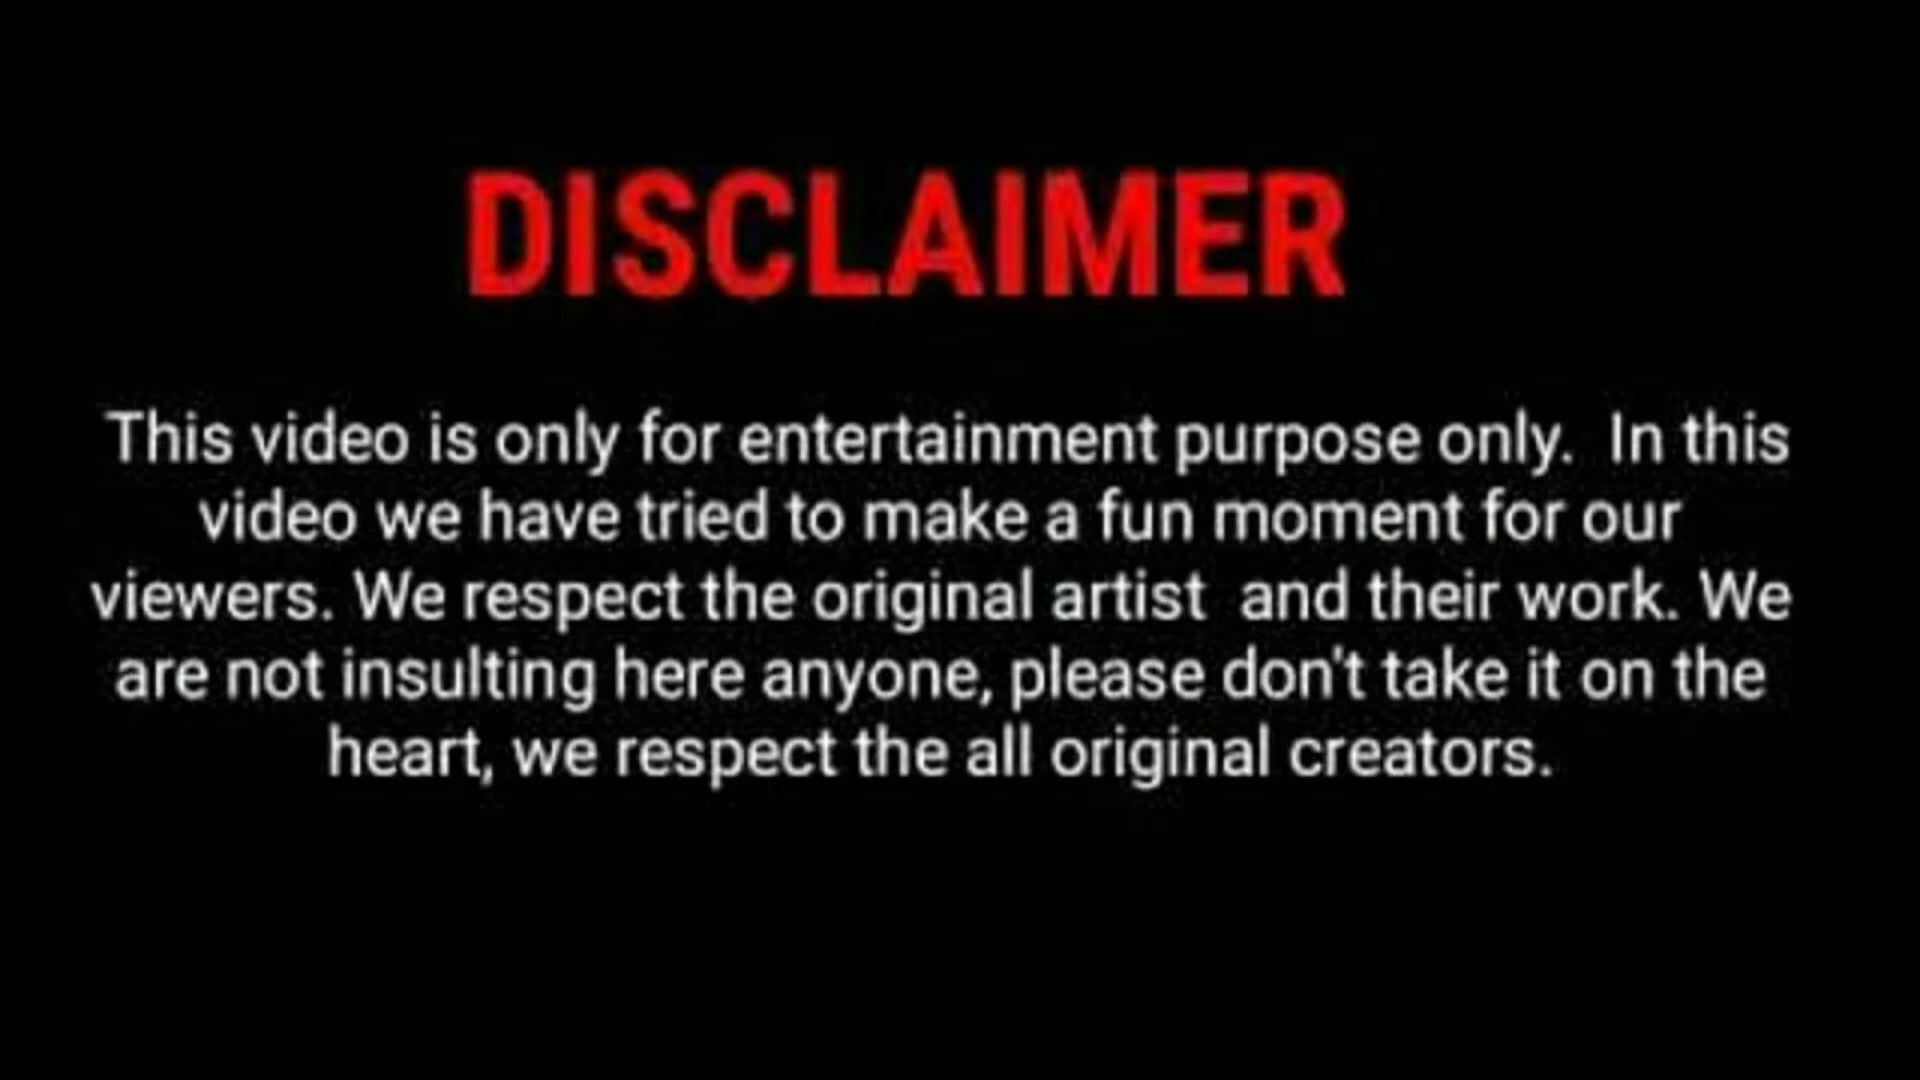 DISCLAIMER
This video is only for entertainment purpose only.  In this
video we have tried to make a fun moment for our
viewers. We respect the original artist  and their work. We
are not insulting here anyone, please don't take it on the
heart, we respect the all original creators.